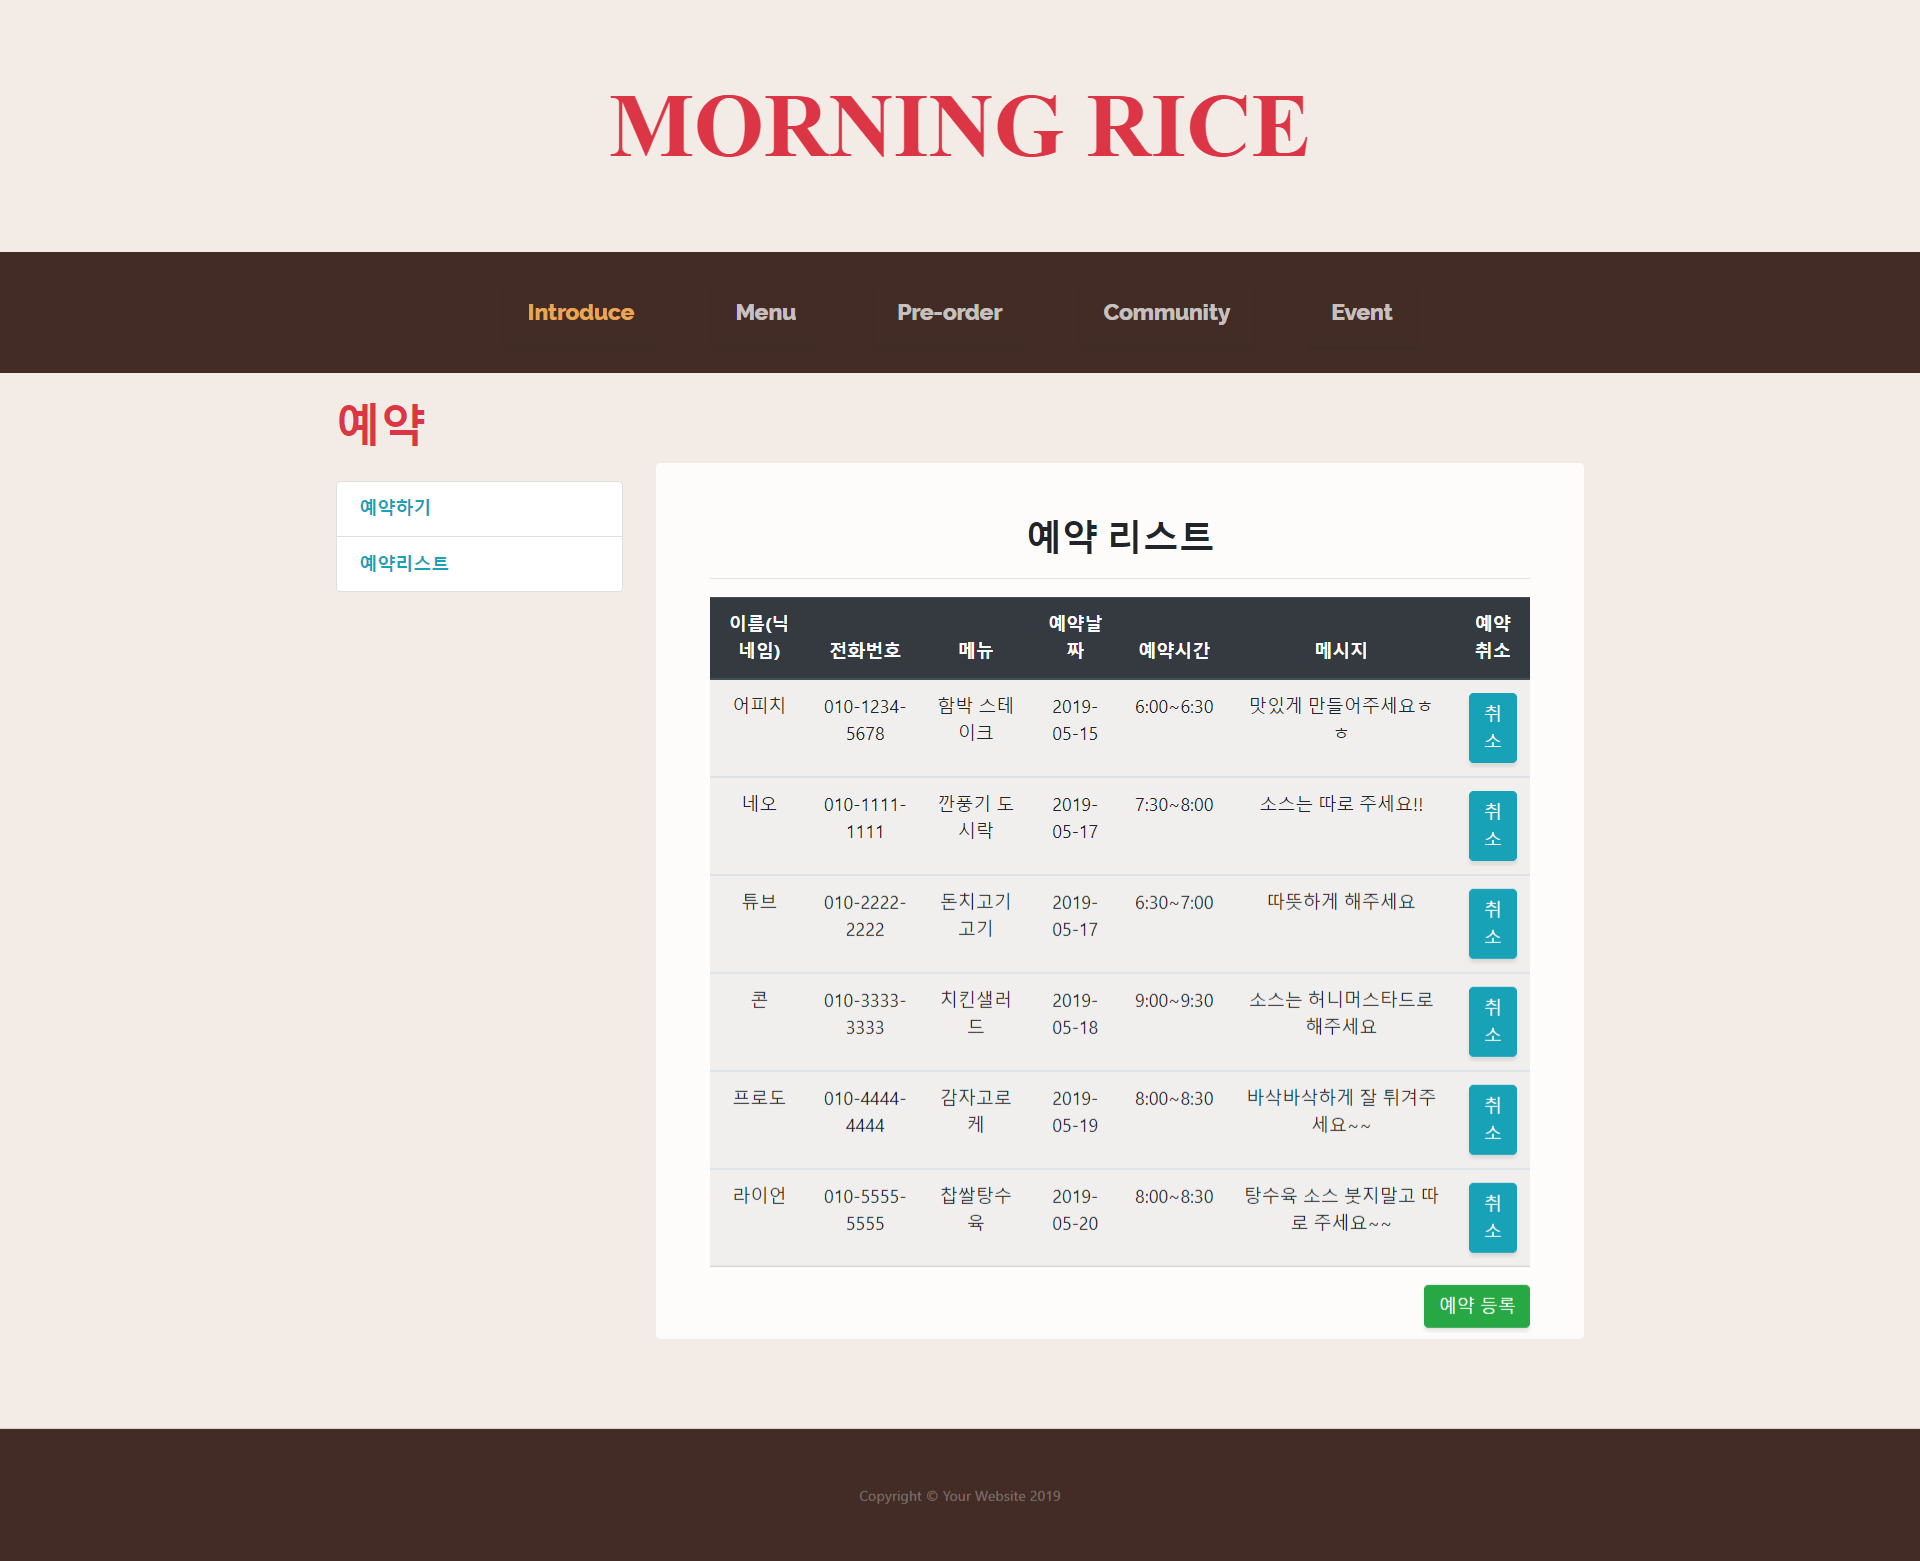 MORNING RICE
Introduce Menu Pre-order Community Event
예약
예약하기
예약리스트
예약 리스트
이름(닉 예약날 예약
네임) 전화번호 메뉴 짜 예약시간 메시지 취소
어피치 010-1234- 함박 스테 2019- 6:00~6:30 맛있게 만들어주세요ㅎ 취
5678 이크 05-15 ㅎ 소
네오 010-1111- 깐풍기 도 2019- 7:30~8:00 소스는 따로 주세요!! 취
1111 시락 05-17 소
튜브 010-2222- 돈치고기 2019- 6:30~7:00 따뜻하게 해주세요 취
2222 고기 05-17 소
콘 010-3333- 치킨샐러 2019- 9:00~9:30 소스는 허니머스타드로 취
3333 드 05-18 해주세요 소
프로도 010-4444- 감자고로 2019- 8:00~8:30 바삭바삭하게 잘 튀겨주 취
4444 케 05-19 세요~~ 소
라이언 010-5555- 찹쌀탕수 2019- 8:00~8:30 탕수육 소스 붓지말고 따 취
5555 육 05-20 로 주세요~~ 소
예약 등록
Copyright © Your Website 2019